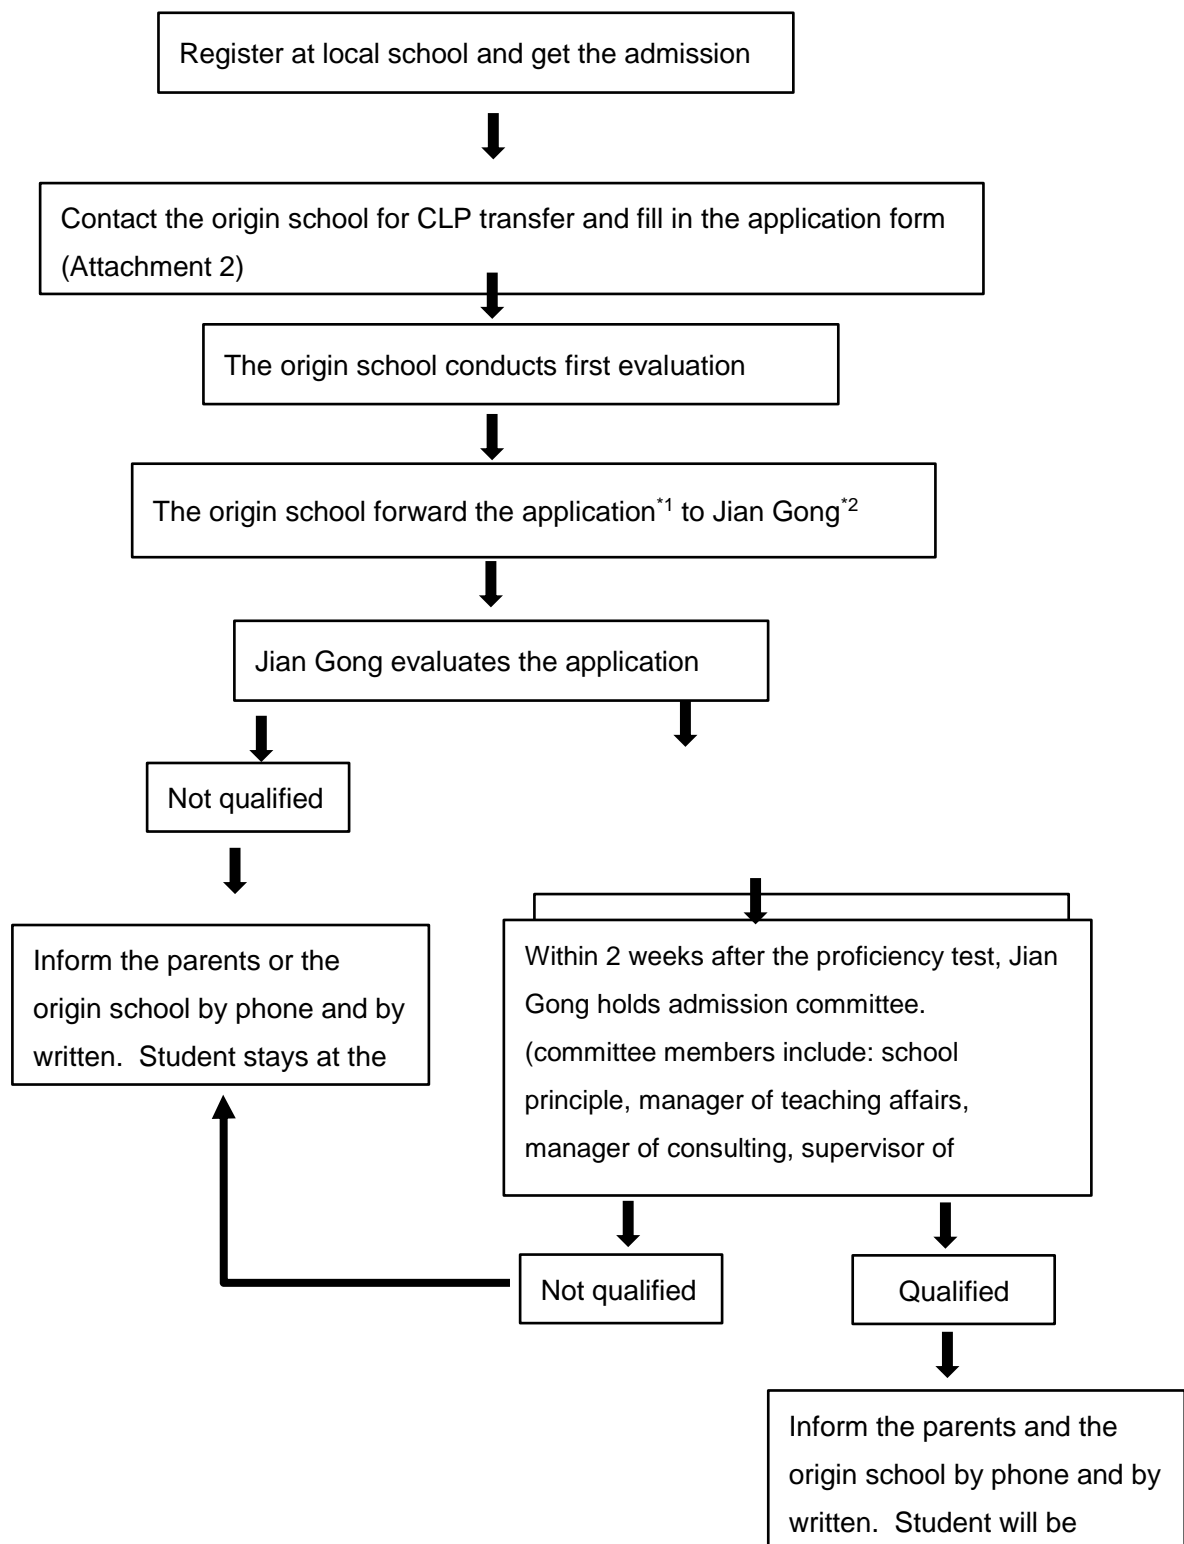 Register at local school and get the admission
Contact the origin school for CLP transfer and fill in the application form
(Attachment 2)
The origin school conducts first evaluation
The origin school forward the application*1 to Jian Gong*2
Jian Gong evaluates the application
Not qualified
Inform the parents or the
origin school by phone and by
written.  Student stays at the
Within 2 weeks after the proficiency test, Jian
Gong holds admission committee.
(committee members include: school
principle, manager of teaching affairs,
manager of consulting, supervisor of
Not qualified
Qualified
Inform the parents and the
origin school by phone and by
written.  Student will be